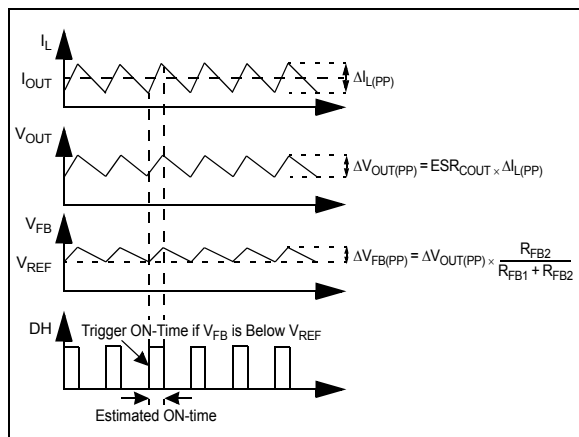 I_L
I_OUT
ΔI_L(PP)
V_OUT
ΔV_OUT(PP) = ESR_COUT × ΔI_L(PP)
V_FB
V_REF
ΔV_FB(PP) = ΔV_OUT(PP) × R_FB2 / R_FB1 + R_FB2
DH
Trigger ON-Time if V_FB is Below V_REF
Estimated ON-time